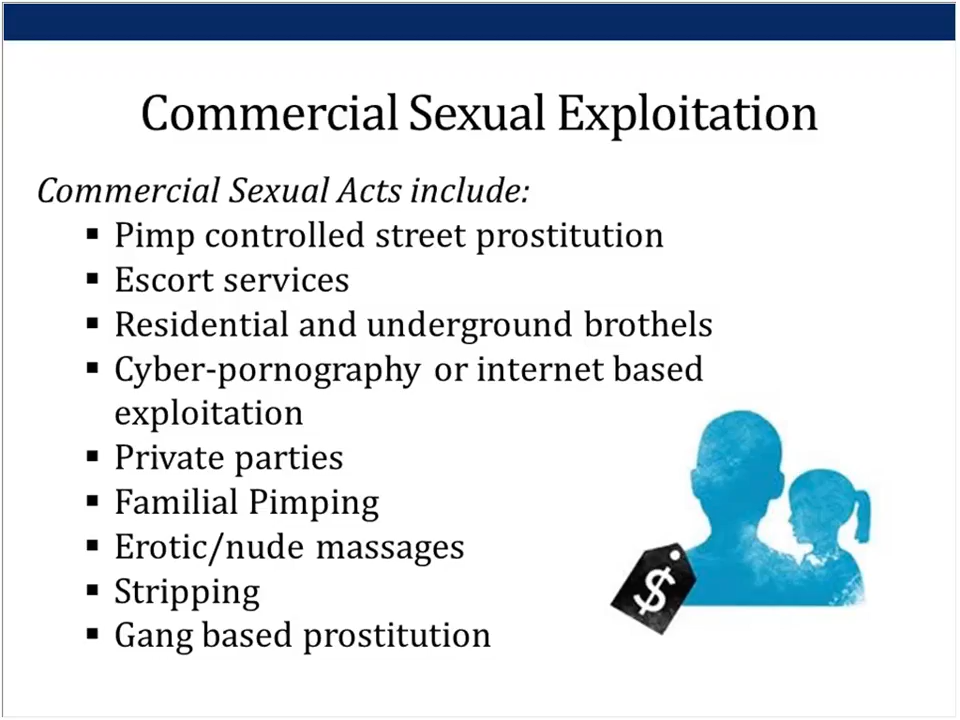 Commercial Sexual Exploitation
Commercial Sexual Acts include:
▪ Pimp controlled street prostitution
▪ Escort services
▪ Residential and underground brothels
▪ Cyber-pornography or internet based
exploitation
▪ Private parties
▪ Familial Pimping
▪ Erotic/nude massages
▪ Stripping
▪ Gang based prostitution
$